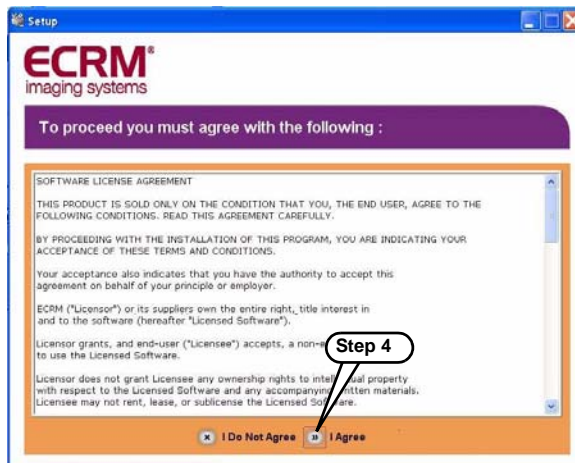 Setup
ECRM®
imaging systems
To proceed you must agree with the following :
SOFTWARE LICENSE AGREEMENT
THIS PRODUCT IS SOLD ONLY ON THE CONDITION THAT YOU, THE END USER, AGREE TO THE
FOLLOWING CONDITIONS. READ THIS AGREEMENT CAREFULLY.
BY PROCEEDING WITH THE INSTALLATION OF THIS PROGRAM, YOU ARE INDICATING YOUR
ACCEPTANCE OF THESE TERMS AND CONDITIONS.
Your acceptance also indicates that you have the authority to accept this
agreement on behalf of your principle or employer.
ECRM ("Licensor") or its suppliers own the entire right, title interest in
and to the software (hereafter "Licensed Software").
Licensor grants, and end-user ("Licensee") accepts, a
to use the Licensed Software.
Step 4
Licensor does not grant Licensee any ownership rights to property
with respect to the Licensed Software and any accompanying materials.
Licensee may not rent, lease, or sublicense the Licensed Software.
I Do Not Agree I Agree